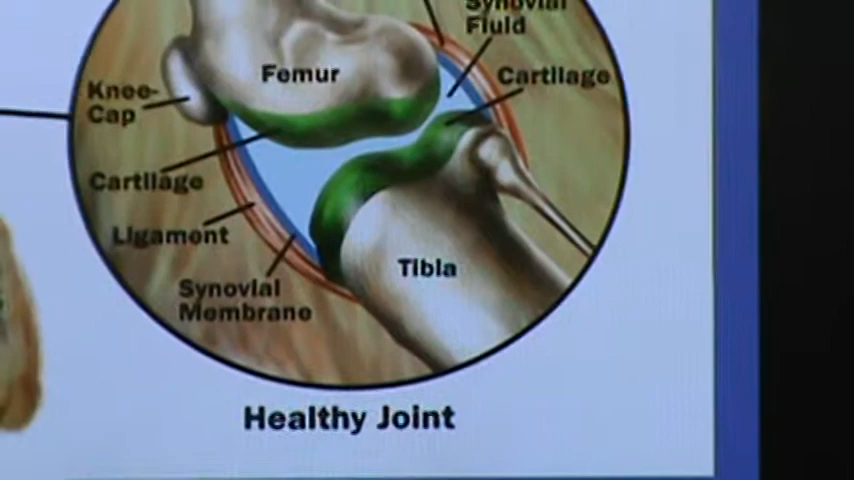 Synovial
Fluid
Femur
Cartilage
Knee-
Cap
Cartilage
Ligament
Tibia
Synovial
Membrane
Healthy Joint